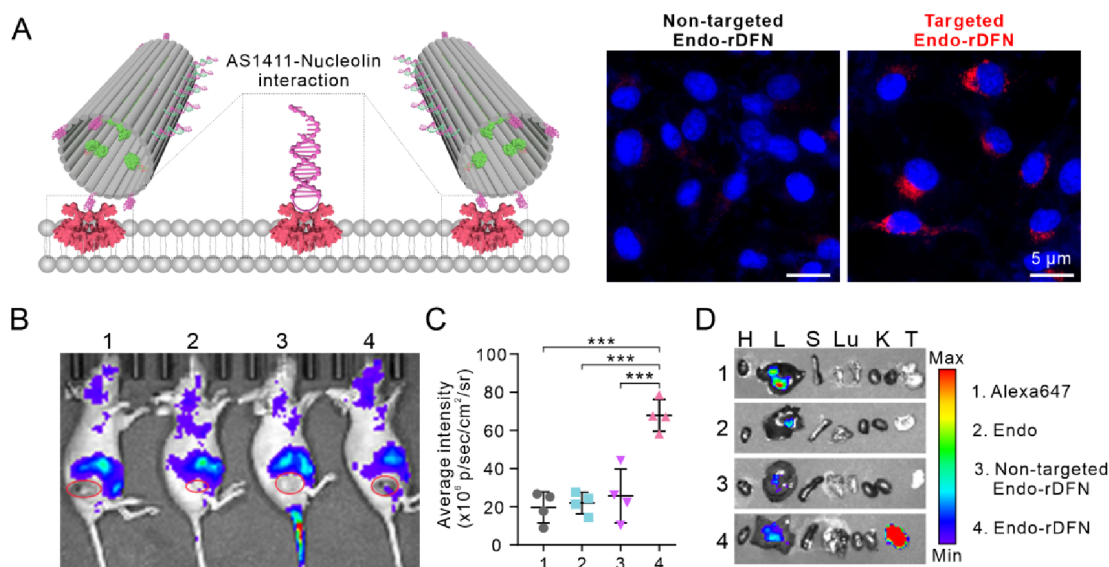 A
AS1411-Nucleolin
interaction
Non-targeted
Endo-rDFN
Targeted
Endo-rDFN
5 μm
B
1 2 3 4
C
*** 
***
***
100
80
60
40
20
0
Average intensity
(x10⁶ p/sec/cm²/sr)
1 2 3 4
D
H L S Lu K T
1
2
3
4
Max
Min
1. Alexa647
2. Endo
3. Non-targeted
Endo-rDFN
4. Endo-rDFN